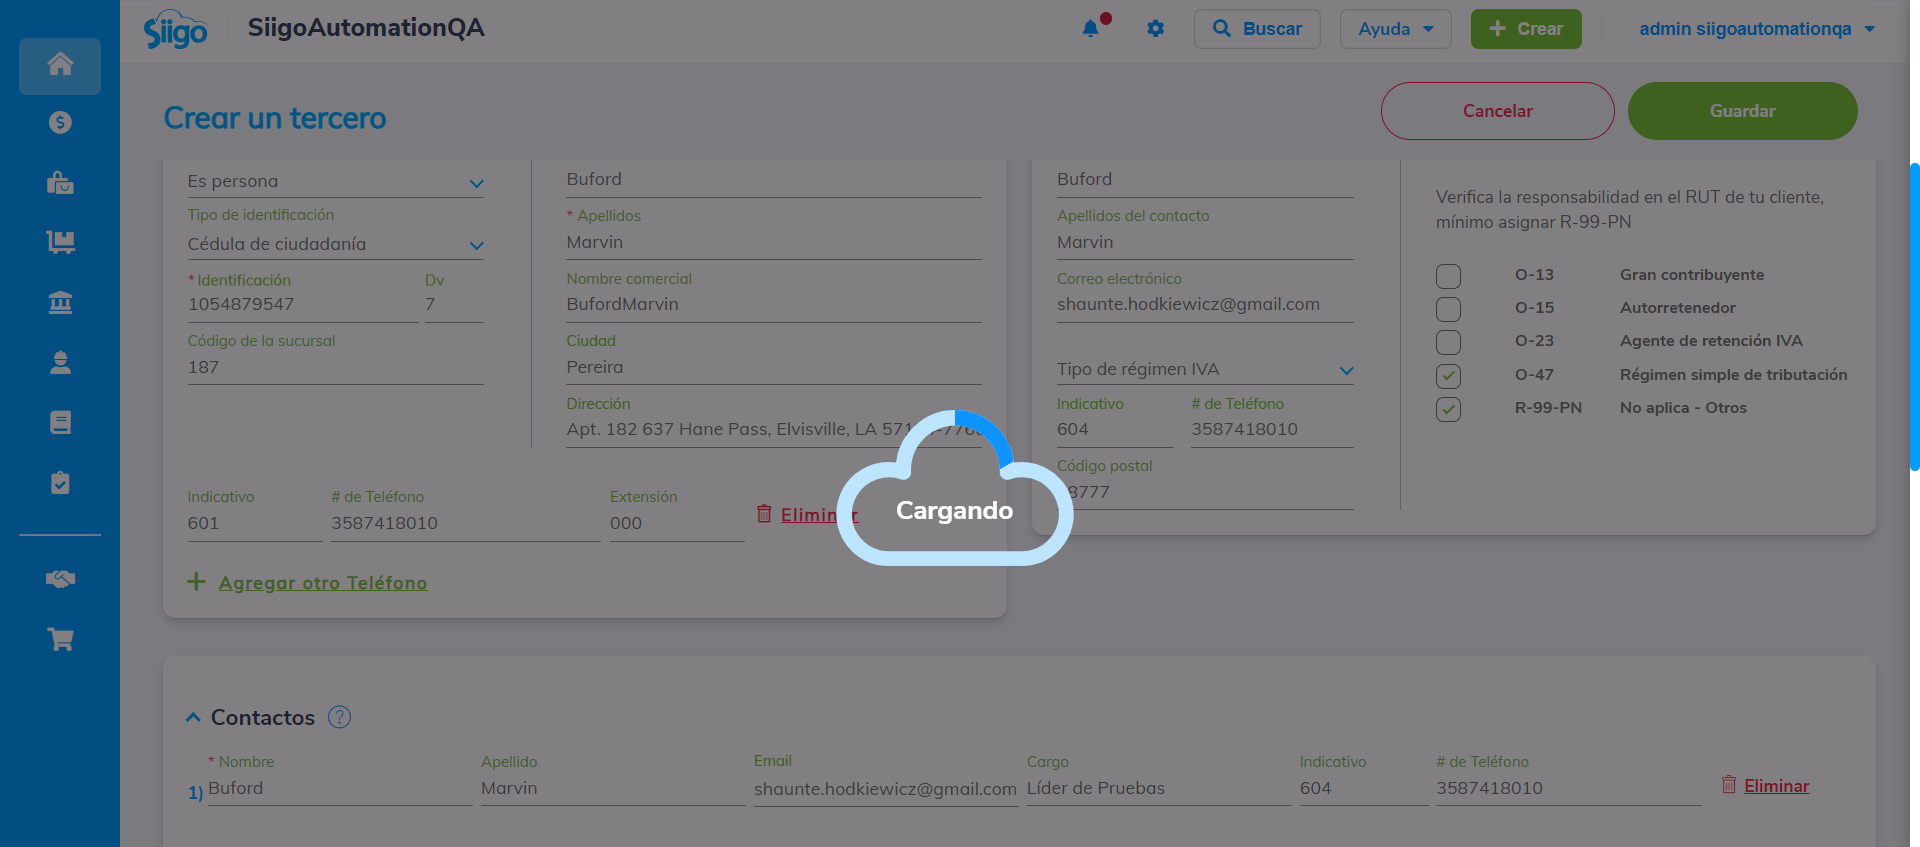 Siigo
SiigoAutomationQA
Buscar
Ayuda
Crear
admin siigoautomationqa
Crear un tercero
Cancelar
Guardar
Es persona
Tipo de identificación
Cédula de ciudadanía
* Identificación
Dv
1054879547
7
Código de la sucursal
187
Buford
* Apellidos
Marvin
Nombre comercial
BufordMarvin
Ciudad
Pereira
Dirección
Apt. 182 637 Hane Pass, Elvisville, LA
Indicativo
# de Teléfono
Extensión
601
3587418010
000
Eliminar
Agregar otro Teléfono
Buford
Apellidos del contacto
Marvin
Correo electrónico
shaunte.hodkiewicz@gmail.com
Tipo de régimen IVA
Indicativo
# de Teléfono
604
3587418010
Código postal
8777
Verifica la responsabilidad en el RUT de tu cliente,
mínimo asignar R-99-PN
O-13 Gran contribuyente
O-15 Autorretenedor
O-23 Agente de retención IVA
O-47 Régimen simple de tributación
R-99-PN No aplica - Otros
Cargando
Contactos ?
* Nombre
Apellido
Email
Cargo
Indicativo
# de Teléfono
1) Buford
Marvin
shaunte.hodkiewicz@gmail.com
Líder de Pruebas
604
3587418010
Eliminar